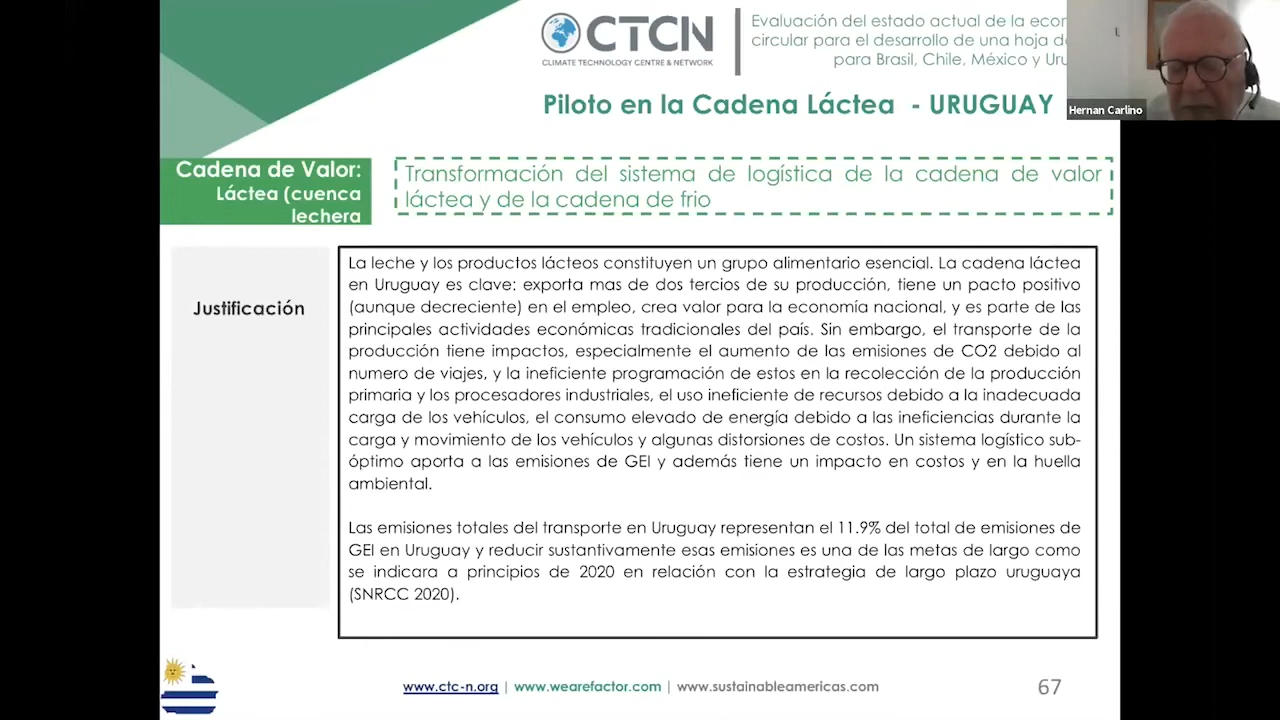 CTCN
CLIMATE TECHNOLOGY CENTRE & NETWORK
Evaluación del estado actual de la
circular para el desarrollo de una hoja
para Brasil, Chile, México y
Hernan Carlino
Piloto en la Cadena Láctea - URUGUAY
Cadena de Valor:
Láctea (cuenca
lechera
Transformación del sistema de logística de la cadena de valor
láctea y de la cadena de frio
Justificación
La leche y los productos lácteos constituyen un grupo alimentario esencial. La cadena láctea
en Uruguay es clave: exporta mas de dos tercios de su producción, tiene un pacto positivo
(aunque decreciente) en el empleo, crea valor para la economía nacional, y es parte de las
principales actividades económicas tradicionales del país. Sin embargo, el transporte de la
producción tiene impactos, especialmente el aumento de las emisiones de CO2 debido al
numero de viajes, y la ineficiente programación de estos en la recolección de la producción
primaria y los procesadores industriales, el uso ineficiente de recursos debido a la inadecuada
carga de los vehículos, el consumo elevado de energía debido a las ineficiencias durante la
carga y movimiento de los vehículos y algunas distorsiones de costos. Un sistema logístico sub-
óptimo aporta a las emisiones de GEI y además tiene un impacto en costos y en la huella
ambiental.
Las emisiones totales del transporte en Uruguay representan el 11.9% del total de emisiones de
GEI en Uruguay y reducir sustantivamente esas emisiones es una de las metas de largo como
se indicara a principios de 2020 en relación con la estrategia de largo plazo uruguaya
(SNRCC 2020).
www.ctc-n.org | www.wearefactor.com | www.sustainableamericas.com
67